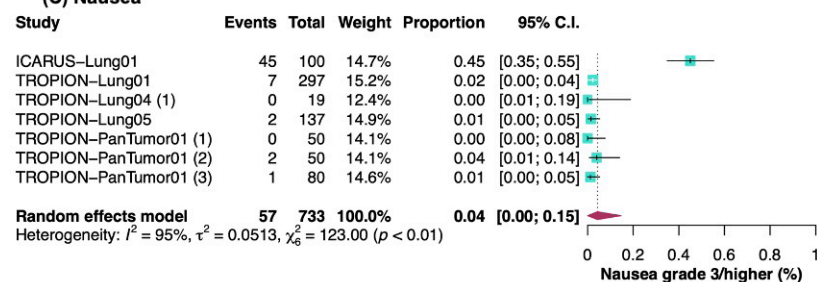 (C) Nausea
Study Events Total Weight Proportion 95% C.I.
ICARUS−Lung01 45 100 14.7% 0.45 [0.35; 0.55]
TROPION−Lung01 7 297 15.2% 0.02 [0.00; 0.04]
TROPION−Lung04 (1) 0 19 12.4% 0.00 [0.01; 0.19]
TROPION−Lung05 2 137 14.9% 0.01 [0.00; 0.05]
TROPION−PanTumor01 (1) 0 50 14.1% 0.00 [0.00; 0.08]
TROPION−PanTumor01 (2) 2 50 14.1% 0.04 [0.01; 0.14]
TROPION−PanTumor01 (3) 1 80 14.6% 0.01 [0.00; 0.05]
Random effects model 57 733 100.0% 0.04 [0.00; 0.15]
Heterogeneity: I² = 95%, τ² = 0.0513, χ²₆ = 123.00 (p < 0.01)
0 0.2 0.4 0.6 0.8 1
Nausea grade 3/higher (%)